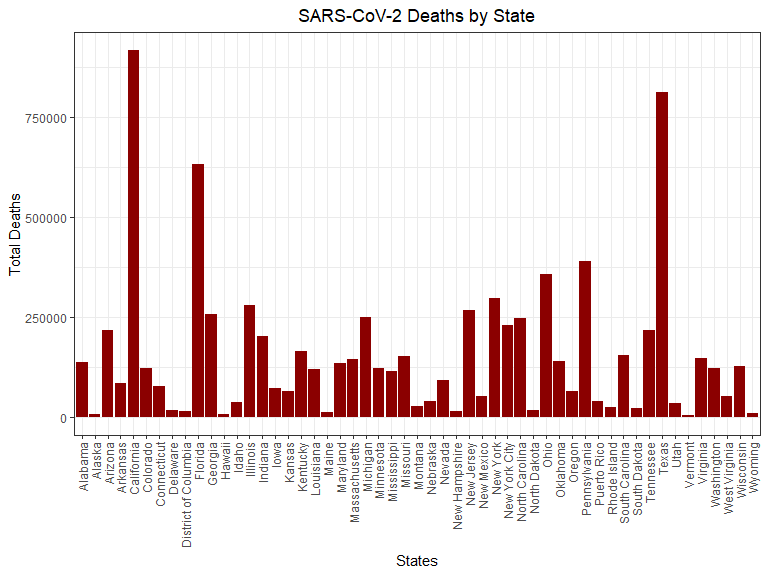 SARS-CoV-2 Deaths by State
Total Deaths
750000
500000
250000
0
Alabama
Alaska
Arizona
Arkansas
California
Colorado
Connecticut
Delaware
District of Columbia
Florida
Georgia
Hawaii
Idaho
Illinois
Indiana
Iowa
Kansas
Kentucky
Louisiana
Maine
Maryland
Massachusetts
Michigan
Minnesota
Mississippi
Missouri
Montana
Nebraska
Nevada
New Hampshire
New Jersey
New Mexico
New York
New York City
North Carolina
North Dakota
Ohio
Oklahoma
Oregon
Pennsylvania
Puerto Rico
Rhode Island
South Carolina
South Dakota
Tennessee
Texas
Utah
Vermont
Virginia
Washington
West Virginia
Wisconsin
Wyoming
States